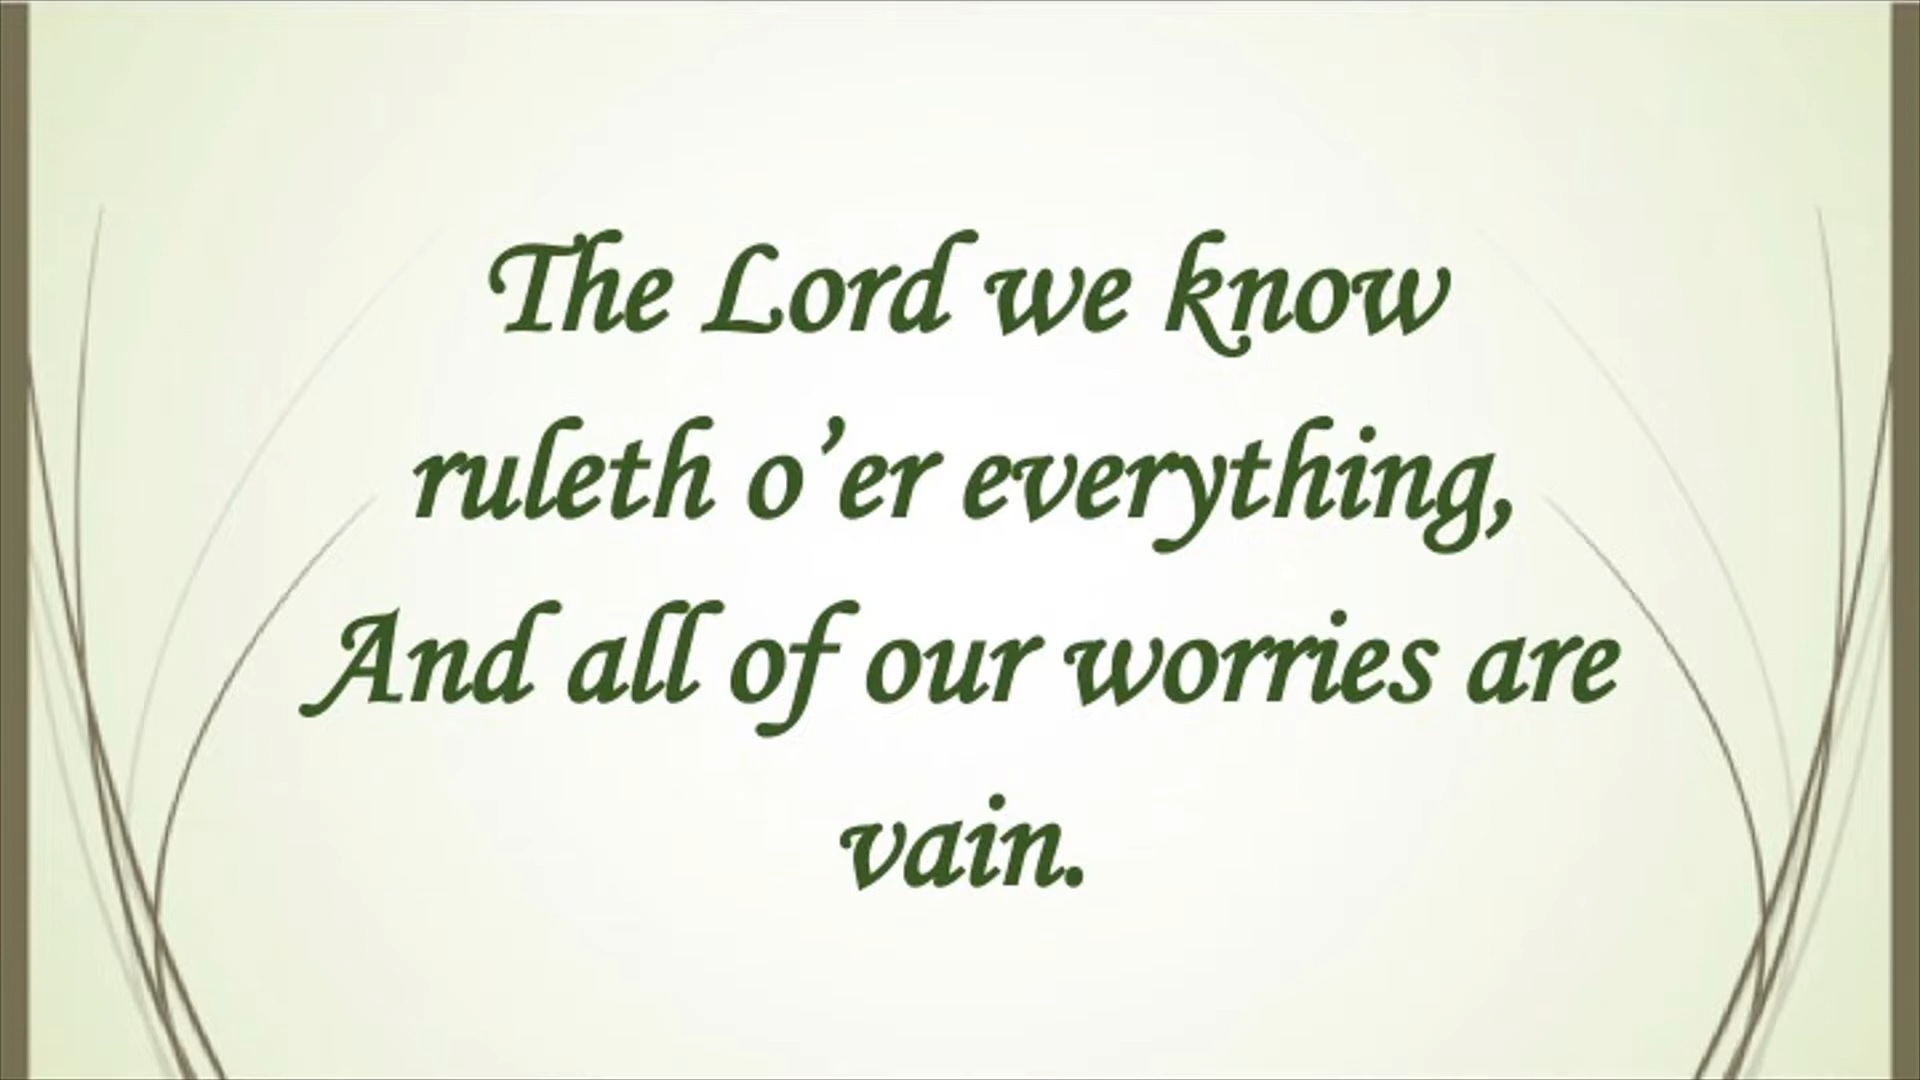 The Lord we know
ruleth o’er everything,
And all of our worries are
vain.